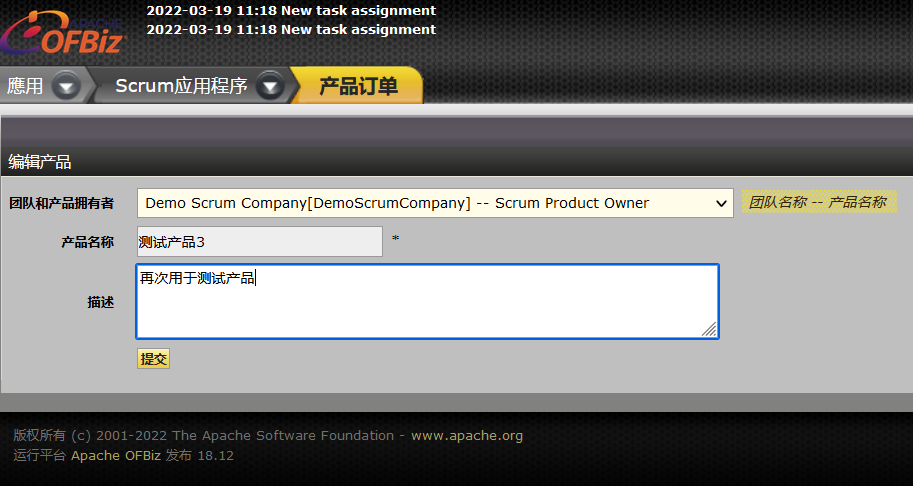 2022-03-19 11:18 New task assignment
2022-03-19 11:18 New task assignment
APACHE
OFBiz
應用 Scrum应用程序 产品订单
编辑产品
团队和产品拥有者 Demo Scrum Company[DemoScrumCompany] -- Scrum Product Owner 团队名称 -- 产品名称
产品名称 测试产品3 *
描述 再次用于测试产品
提交
版权所有 (c) 2001-2022 The Apache Software Foundation - www.apache.org
运行平台 Apache OFBiz 发布 18.12